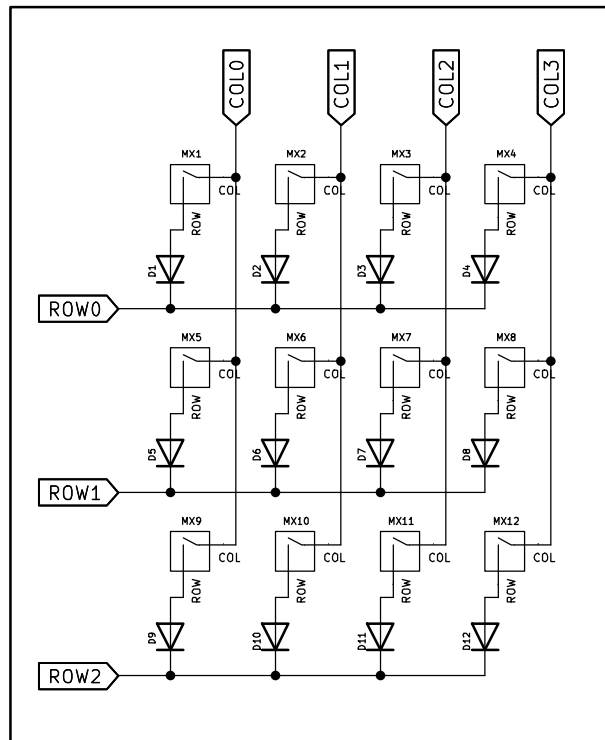 COL0 COL1 COL2 COL3
MX1 MX2 MX3 MX4
COL COL COL COL
ROW ROW ROW ROW
D1 D2 D3 D4
ROW0
MX5 MX6 MX7 MX8
COL COL COL COL
ROW ROW ROW ROW
D5 D6 D7 D8
ROW1
MX9 MX10 MX11 MX12
COL COL COL COL
ROW ROW ROW ROW
D9 D10 D11 D12
ROW2